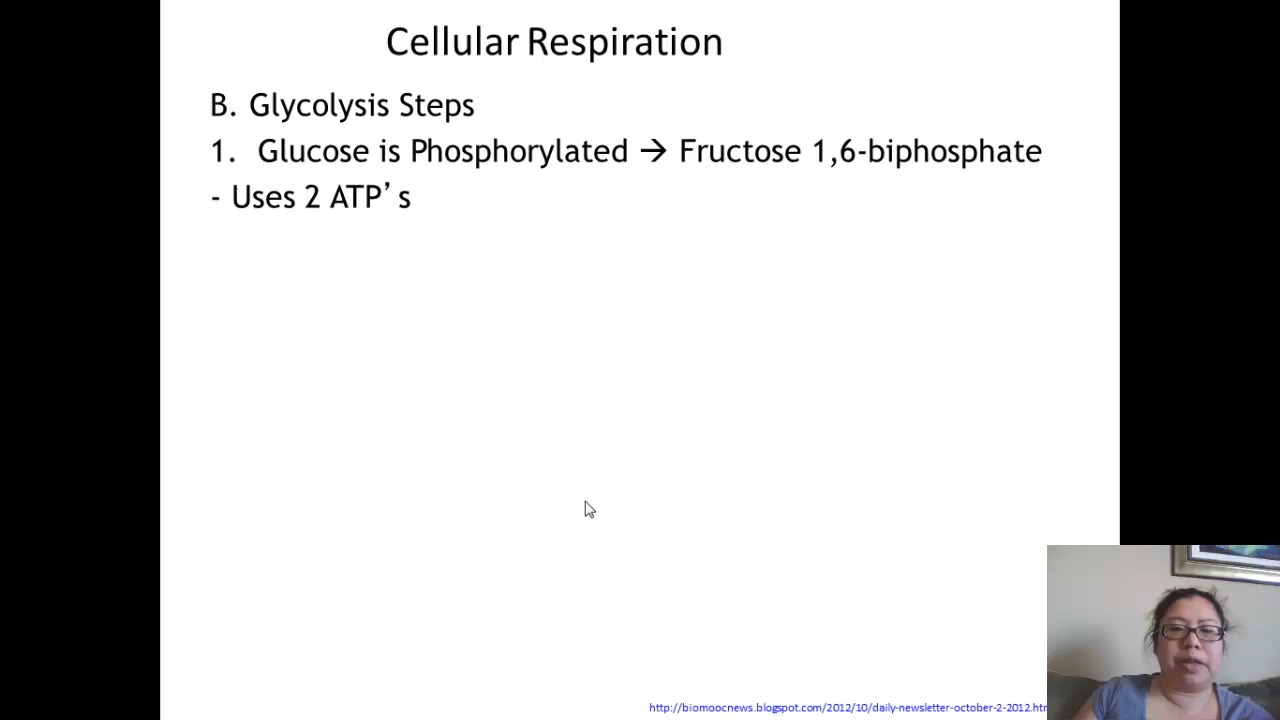 Cellular Respiration
B. Glycolysis Steps
1. Glucose is Phosphorylated → Fructose 1,6-biphosphate
- Uses 2 ATP’s
http://biomoocnews.blogspot.com/2012/10/daily-newsletter-october-2-2012.htm